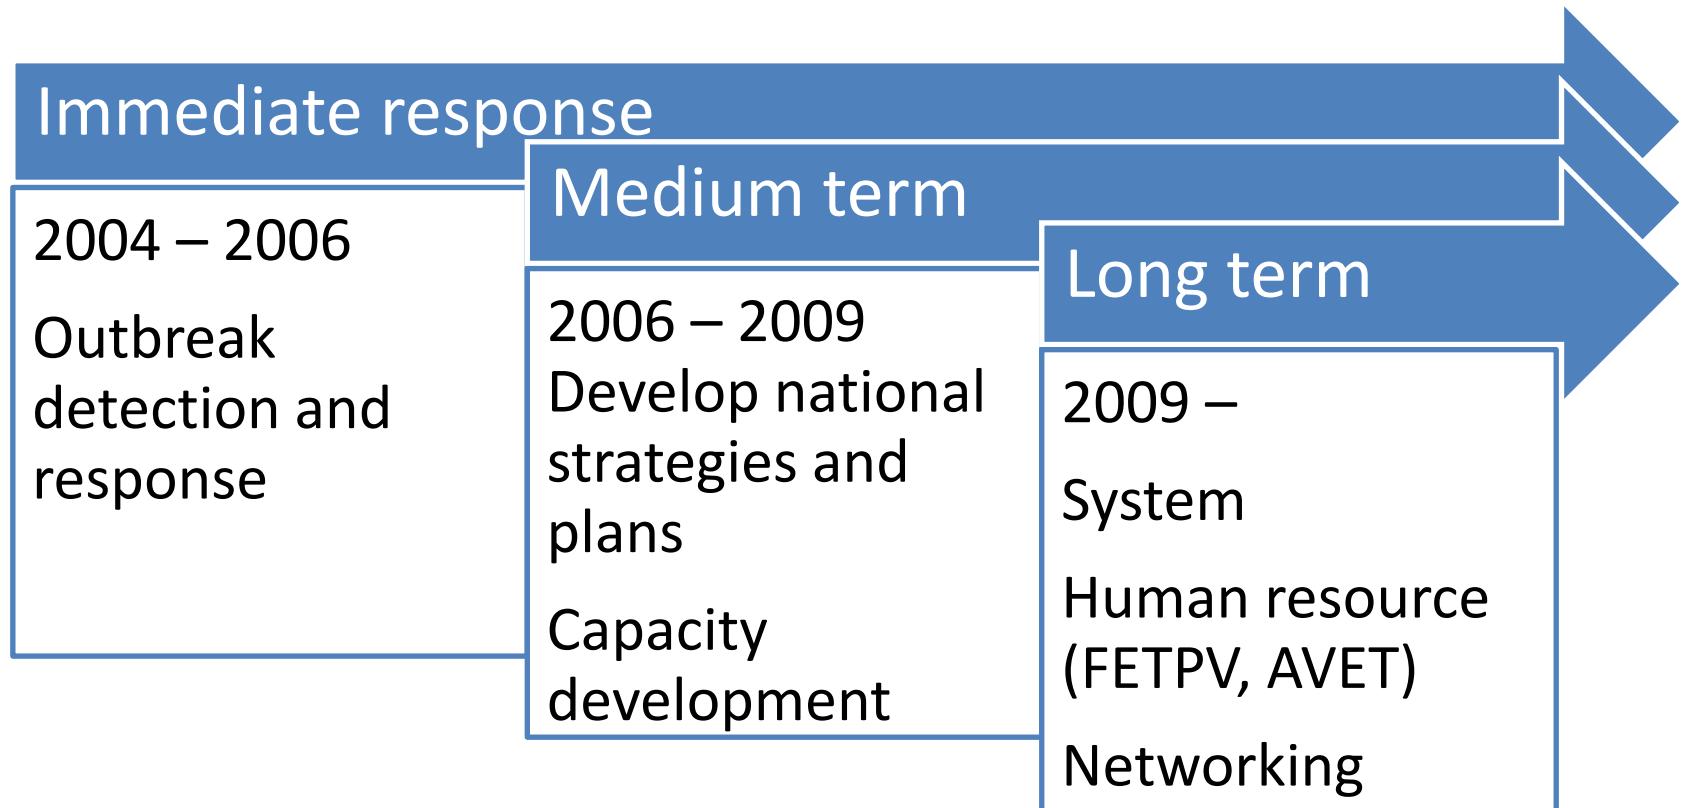 Immediate response
2004 – 2006
Outbreak
detection and
response
Medium term
2006 – 2009
Develop national
strategies and
plans
Capacity
development
Long term
2009 –
System
Human resource
(FETPV, AVET)
Networking